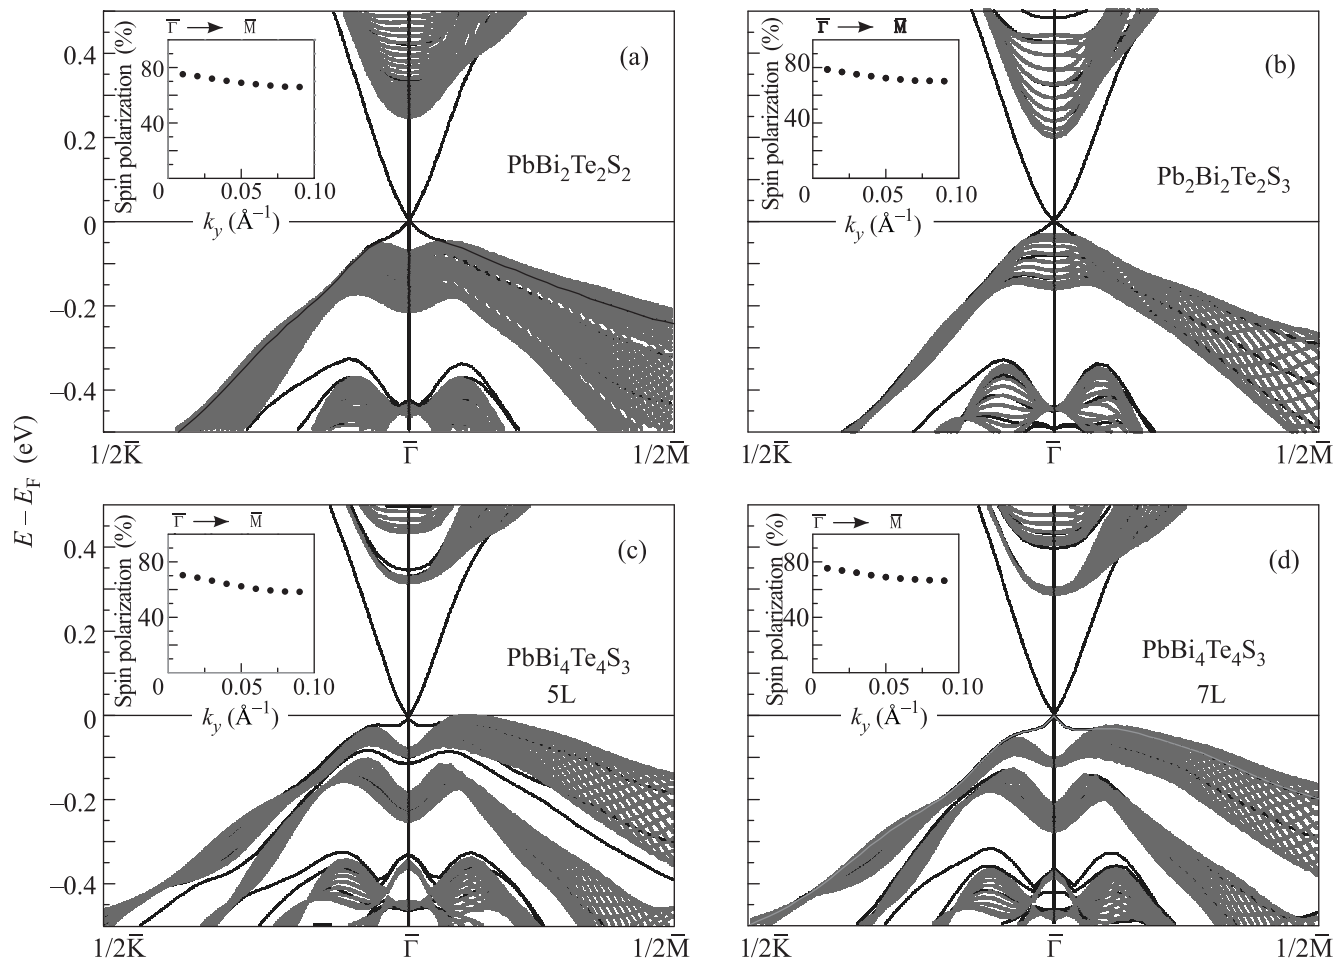 E – E_F (eV)
0.4
0.2
0
–0.2
–0.4
Γ̅ → M̅
Spin polarization (%)
80
40
0 0.05 0.10
k_y (Å⁻¹)
(a)
PbBi₂Te₂S₂
1/2K̅ Γ̅ 1/2M̅
Γ̅ → M̅
Spin polarization (%)
80
40
0 0.05 0.10
k_y (Å⁻¹)
(b)
Pb₂Bi₂Te₂S₃
1/2K̅ Γ̅ 1/2M̅
0.4
0.2
0
–0.2
–0.4
Γ̅ → M̅
Spin polarization (%)
80
40
0 0.05 0.10
k_y (Å⁻¹)
(c)
PbBi₄Te₄S₃
5L
1/2K̅ Γ̅ 1/2M̅
Γ̅ → M̅
Spin polarization (%)
80
40
0 0.05 0.10
k_y (Å⁻¹)
(d)
PbBi₄Te₄S₃
7L
1/2K̅ Γ̅ 1/2M̅